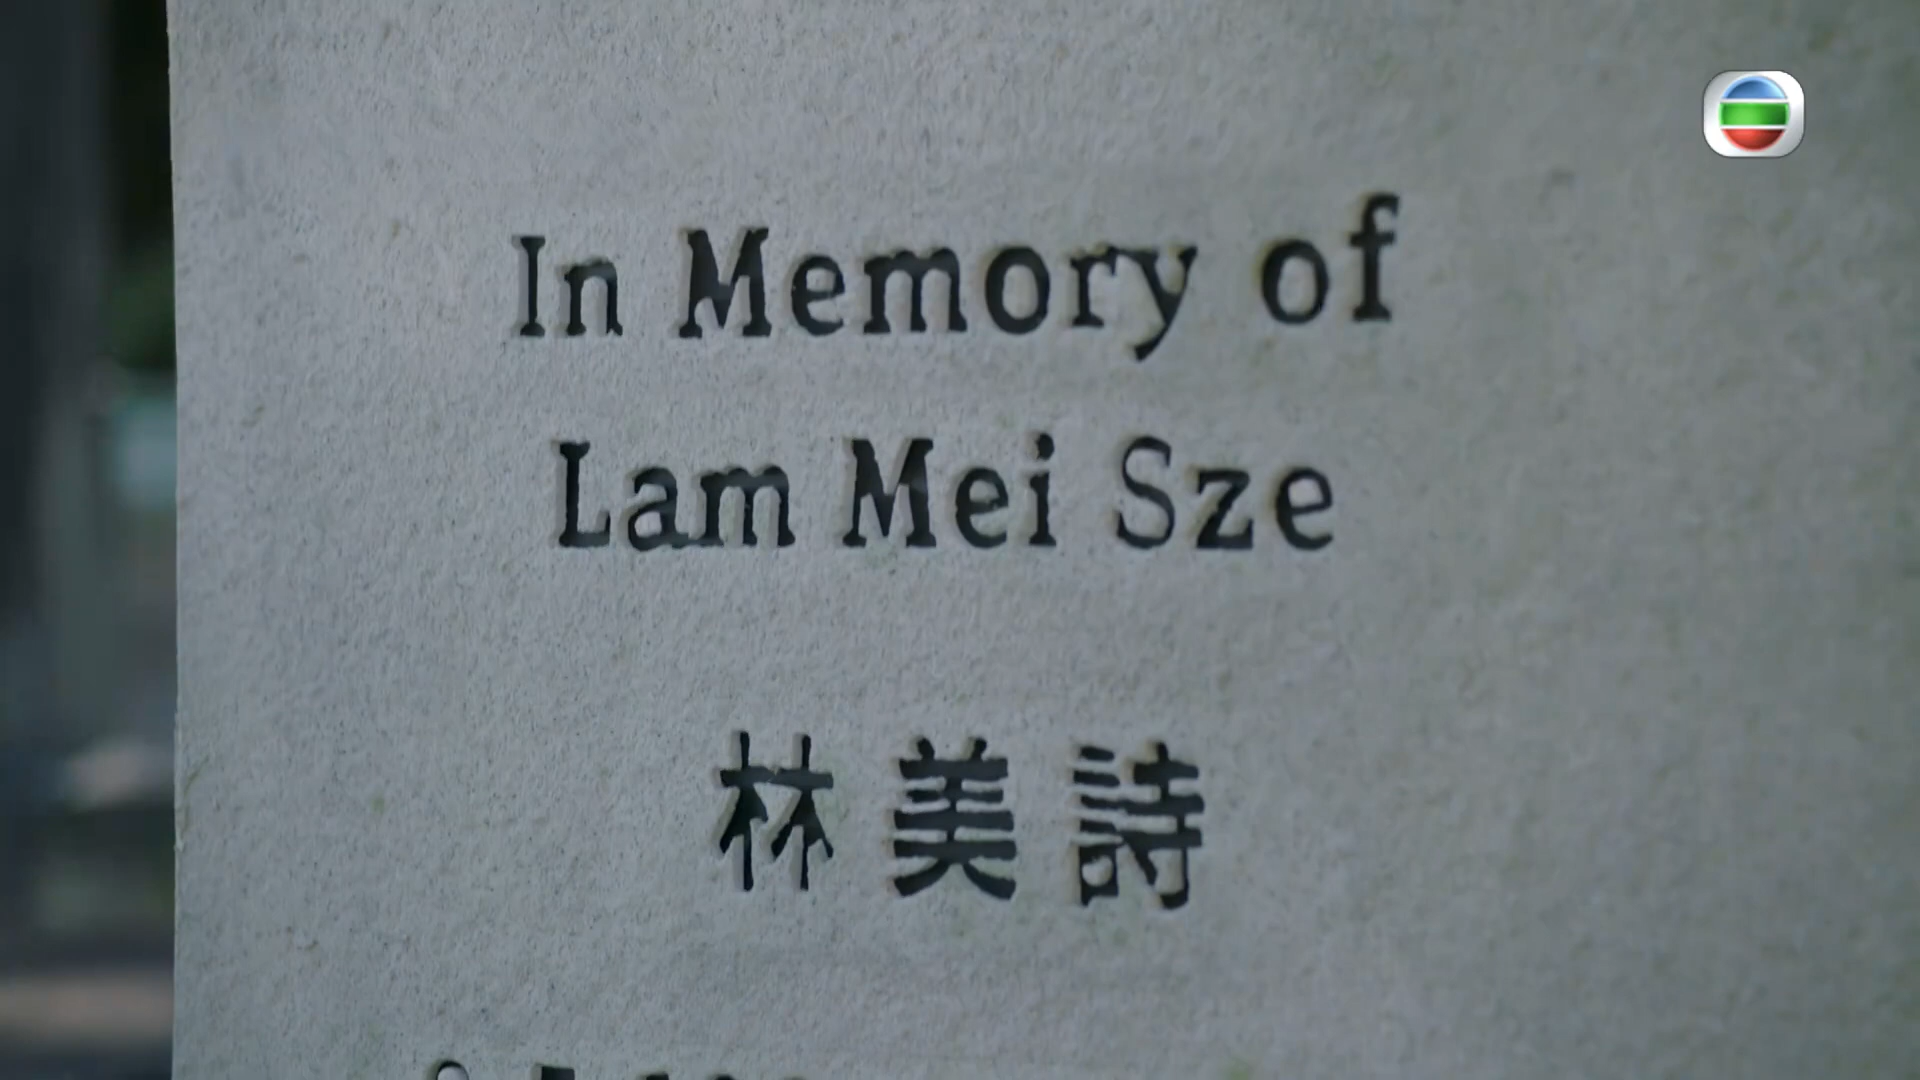 In Memory of
Lam Mei Sze
林美詩